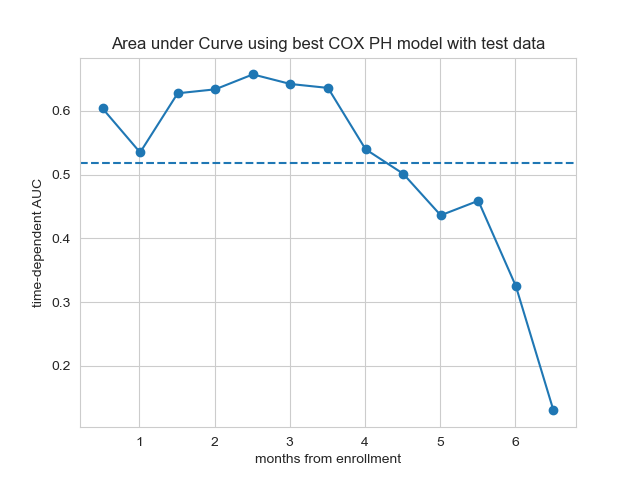 Area under Curve using best COX PH model with test data
time-dependent AUC
0.6
0.5
0.4
0.3
0.2
1 2 3 4 5 6
months from enrollment